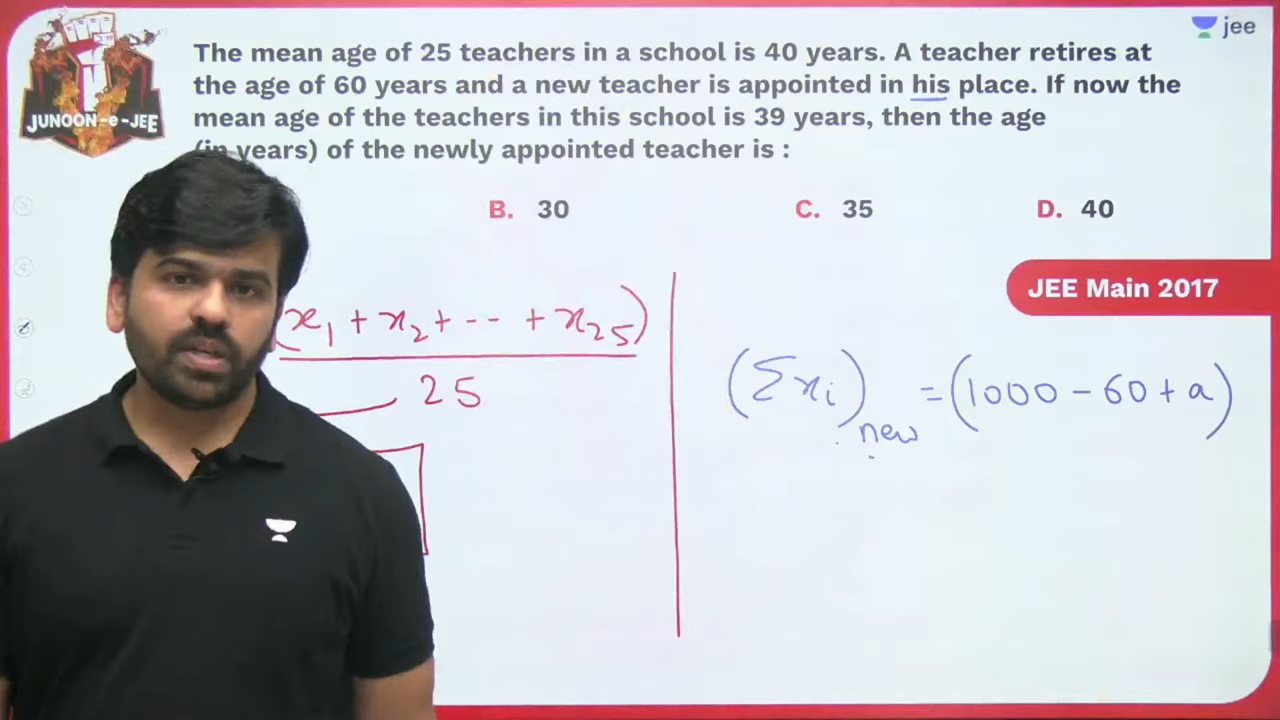 jee
The mean age of 25 teachers in a school is 40 years. A teacher retires at
the age of 60 years and a new teacher is appointed in his place. If now the
mean age of the teachers in this school is 39 years, then the age
(in years) of the newly appointed teacher is :
JUNOON-e-JEE
B. 30 C. 35 D. 40
JEE Main 2017
(x₁ + x₂ + -- + x₂₅)
25
(Σxᵢ)new = (1000 - 60 + a)